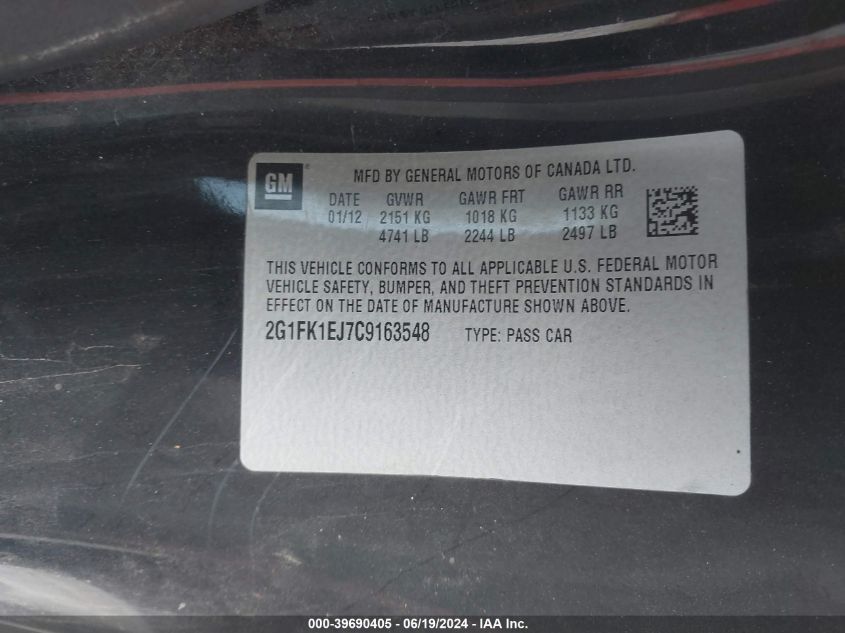 GM
MFD BY GENERAL MOTORS OF CANADA LTD.
DATE GVWR GAWR FRT GAWR RR
01/12 2151 KG 1018 KG 1133 KG
4741 LB 2244 LB 2497 LB
THIS VEHICLE CONFORMS TO ALL APPLICABLE U.S. FEDERAL MOTOR
VEHICLE SAFETY, BUMPER, AND THEFT PREVENTION STANDARDS IN
EFFECT ON THE DATE OF MANUFACTURE SHOWN ABOVE.
2G1FK1EJ7C9163548 TYPE: PASS CAR
000-39690405 - 06/19/2024 - IAA Inc.